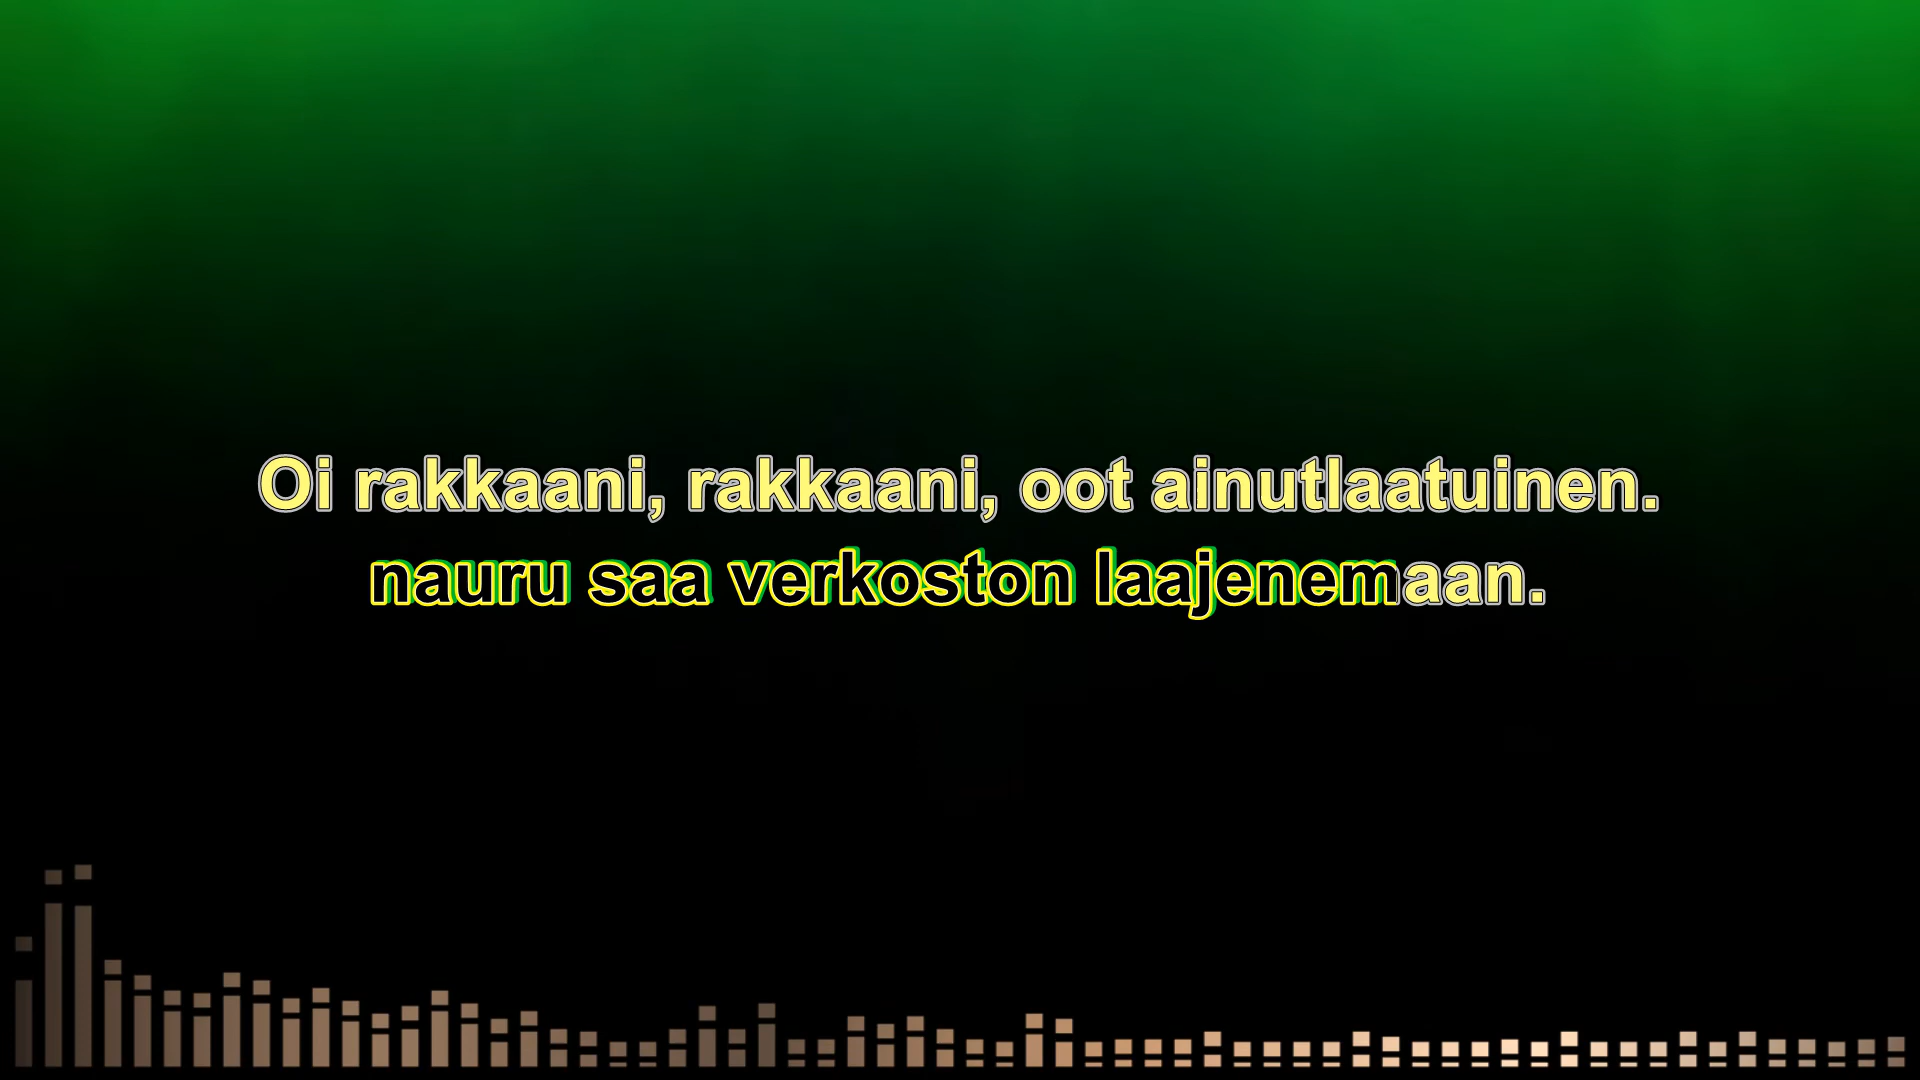 Oi rakkaani, rakkaani, oot ainutlaatuinen.
nauru saa verkoston laajenemaan.